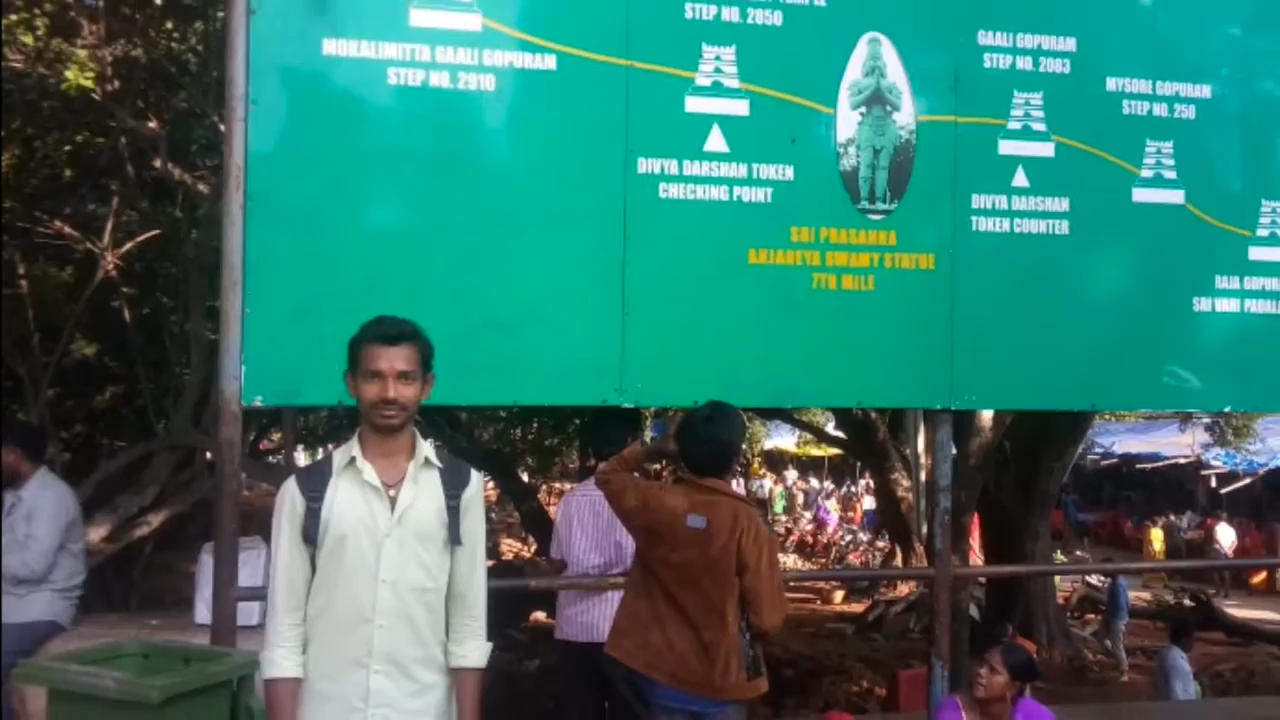 STEP NO. 2850
MOKALIMITTA GAALI GOPURAM
STEP NO. 2910
DIVYA DARSHAN TOKEN
CHECKING POINT
SRI PRASANNA
ANJANEYA SWAMY STATUE
7TH MILE
GAALI GOPURAM
STEP NO. 2083
DIVYA DARSHAN
TOKEN COUNTER
MYSORE GOPURAM
STEP NO. 250
RAJA
SRI VARI